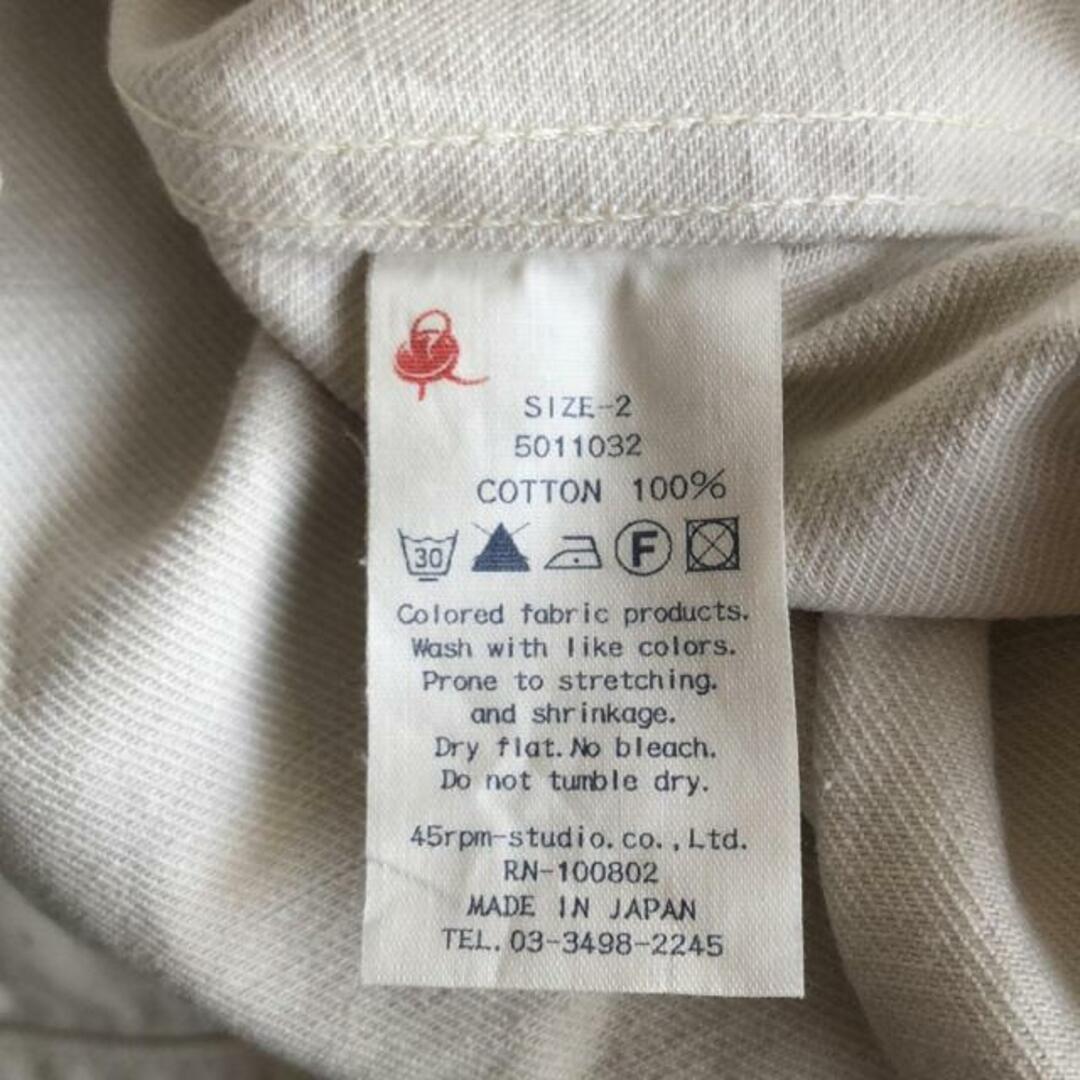 SIZE-2
5011032
COTTON 100%
30 F
Colored fabric products.
Wash with like colors.
Prone to stretching.
and shrinkage.
Dry flat. No bleach.
Do not tumble dry.
45rpm-studio.co.,Ltd.
RN-100802
MADE IN JAPAN
TEL.03-3498-2245